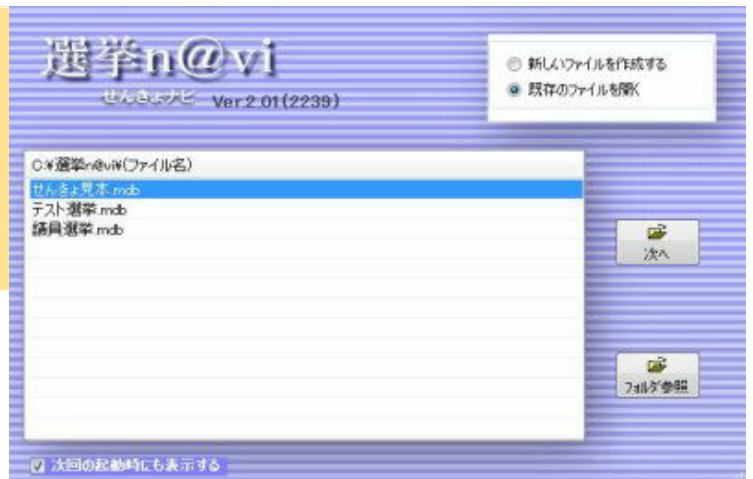 選挙n@vi
せんきょナビ Ver.2.01(2239)
新しいファイルを作成する
既存のファイルを開く
C:¥選挙n@vi¥(ファイル名)
せんきょ見本.mdb
テスト選挙.mdb
議員選挙.mdb
次へ
フォルダ参照
次回の起動時にも表示する